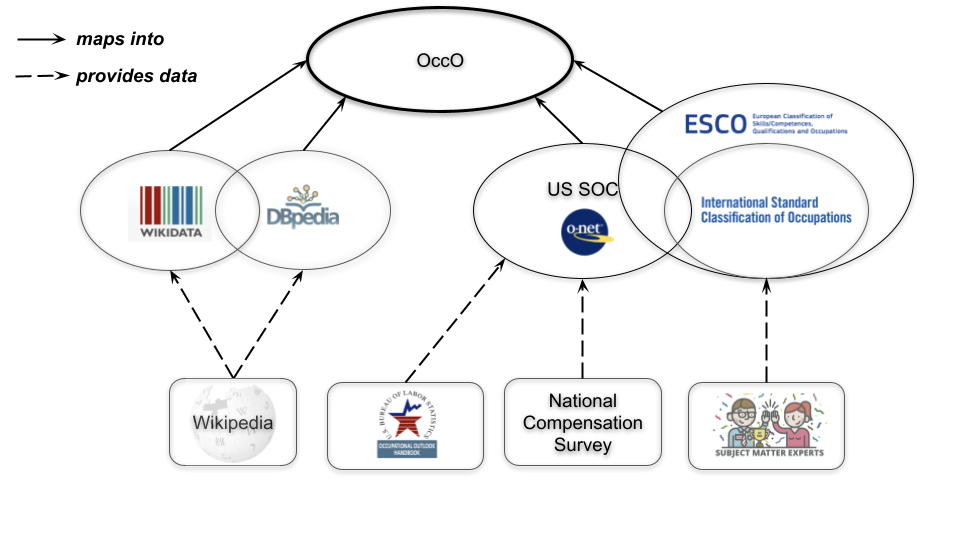 maps into
provides data
OccO
ESCO
European Classification of
Skills/Competences,
Qualifications and Occupations
WIKIDATA
DBpedia
US SOC
o·net
International Standard
Classification of Occupations
Wikipedia
U.S. BUREAU OF LABOR STATISTICS
OCCUPATIONAL OUTLOOK
HANDBOOK
National
Compensation
Survey
SUBJECT MATTER EXPERTS